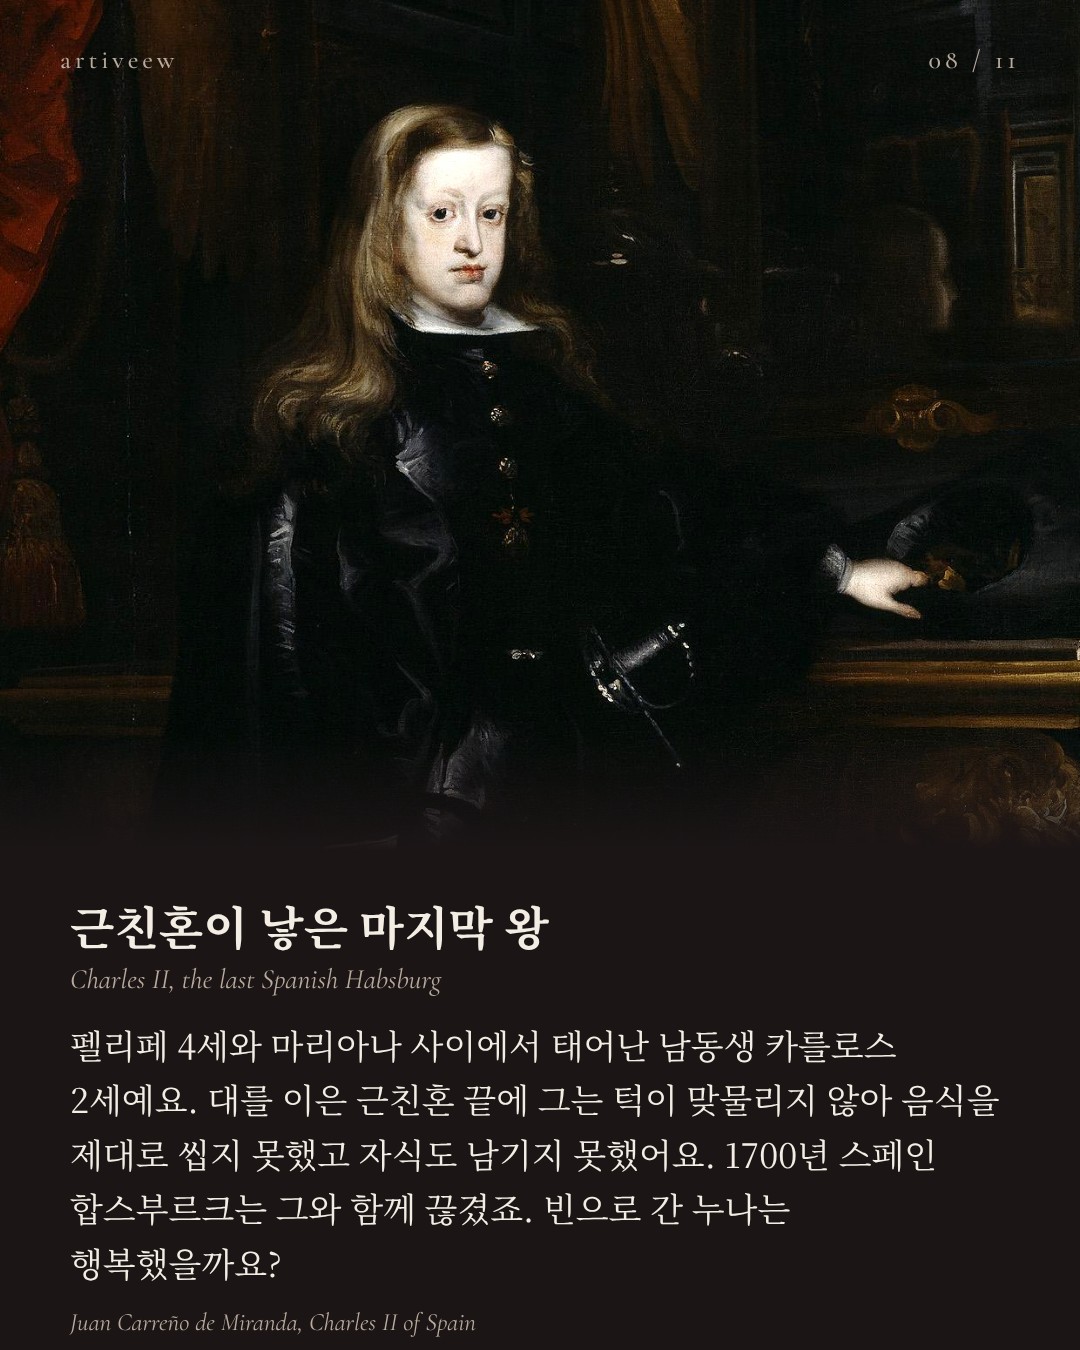 artiveew
08 / 11
근친혼이 낳은 마지막 왕
Charles II, the last Spanish Habsburg
펠리페 4세와 마리아나 사이에서 태어난 남동생 카를로스
2세예요. 대를 이은 근친혼 끝에 그는 턱이 맞물리지 않아 음식을
제대로 씹지 못했고 자식도 남기지 못했어요. 1700년 스페인
합스부르크는 그와 함께 끊겼죠. 빈으로 간 누나는
행복했을까요?
Juan Carreño de Miranda, Charles II of Spain